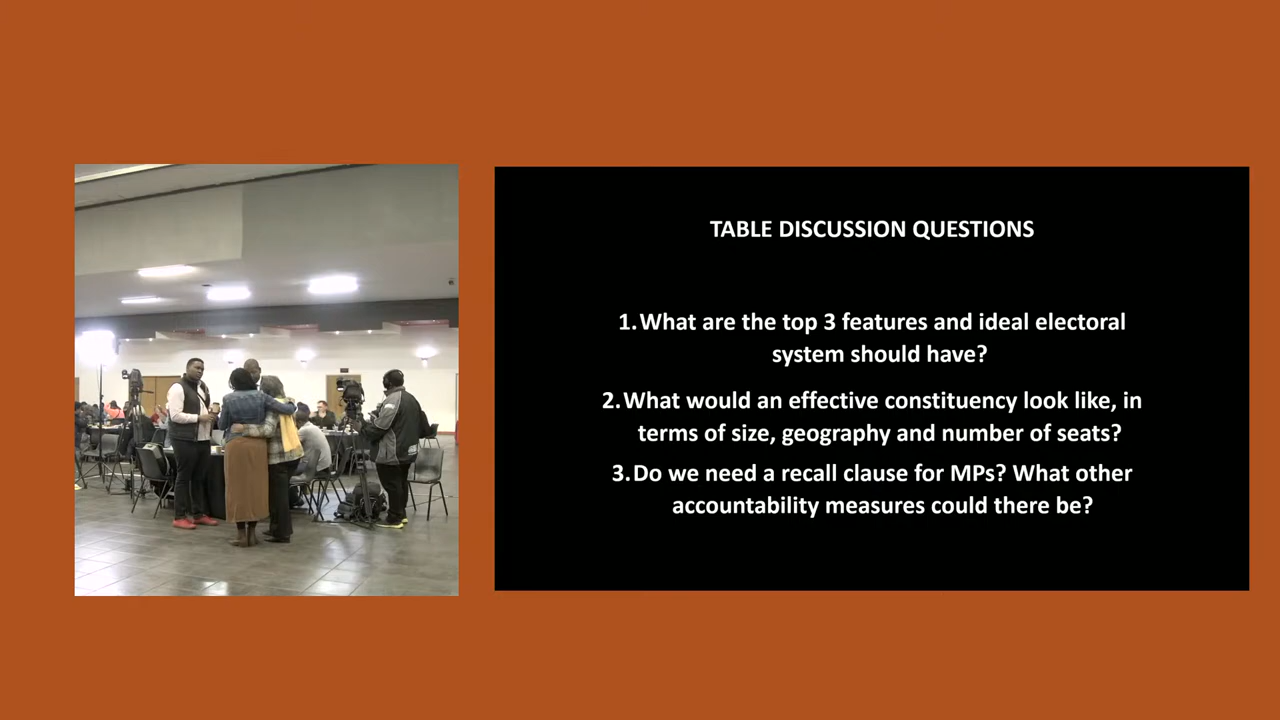 TABLE DISCUSSION QUESTIONS
1.What are the top 3 features and ideal electoral
system should have?
2.What would an effective constituency look like, in
terms of size, geography and number of seats?
3.Do we need a recall clause for MPs? What other
accountability measures could there be?